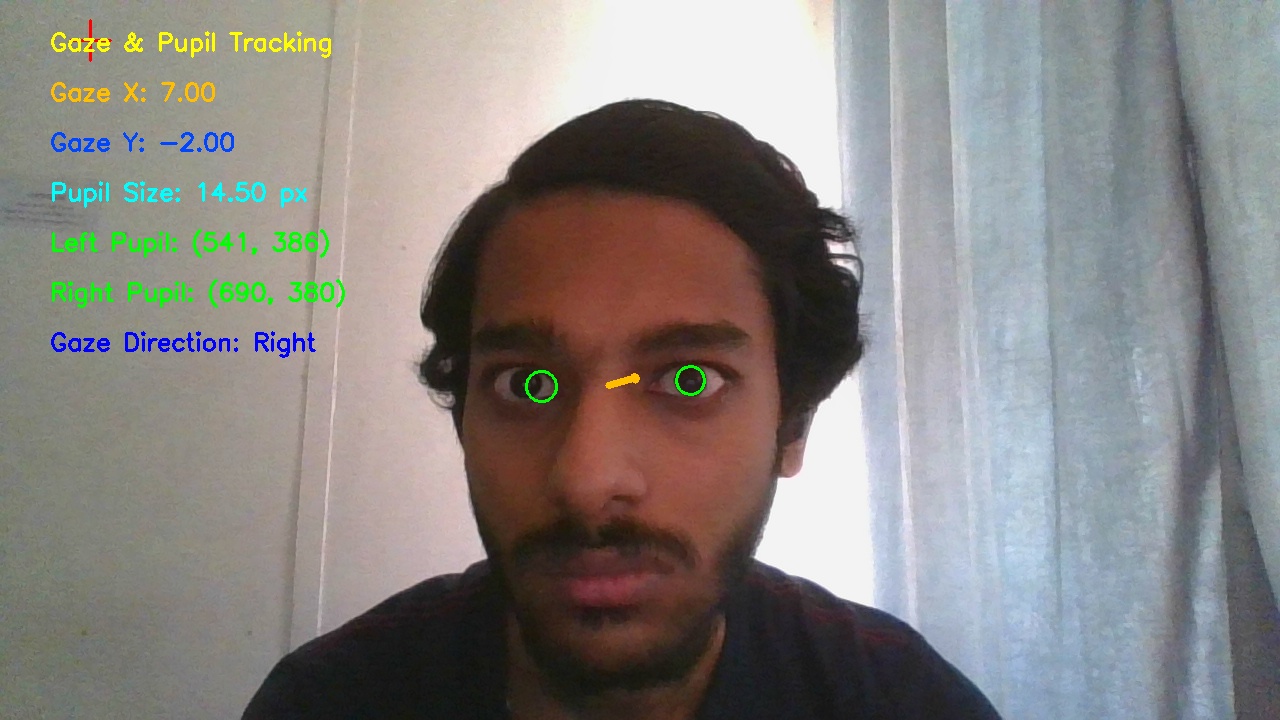 Gaze & Pupil Tracking
Gaze X: 7.00
Gaze Y: -2.00
Pupil Size: 14.50 px
Left Pupil: (541, 386)
Right Pupil: (690, 380)
Gaze Direction: Right